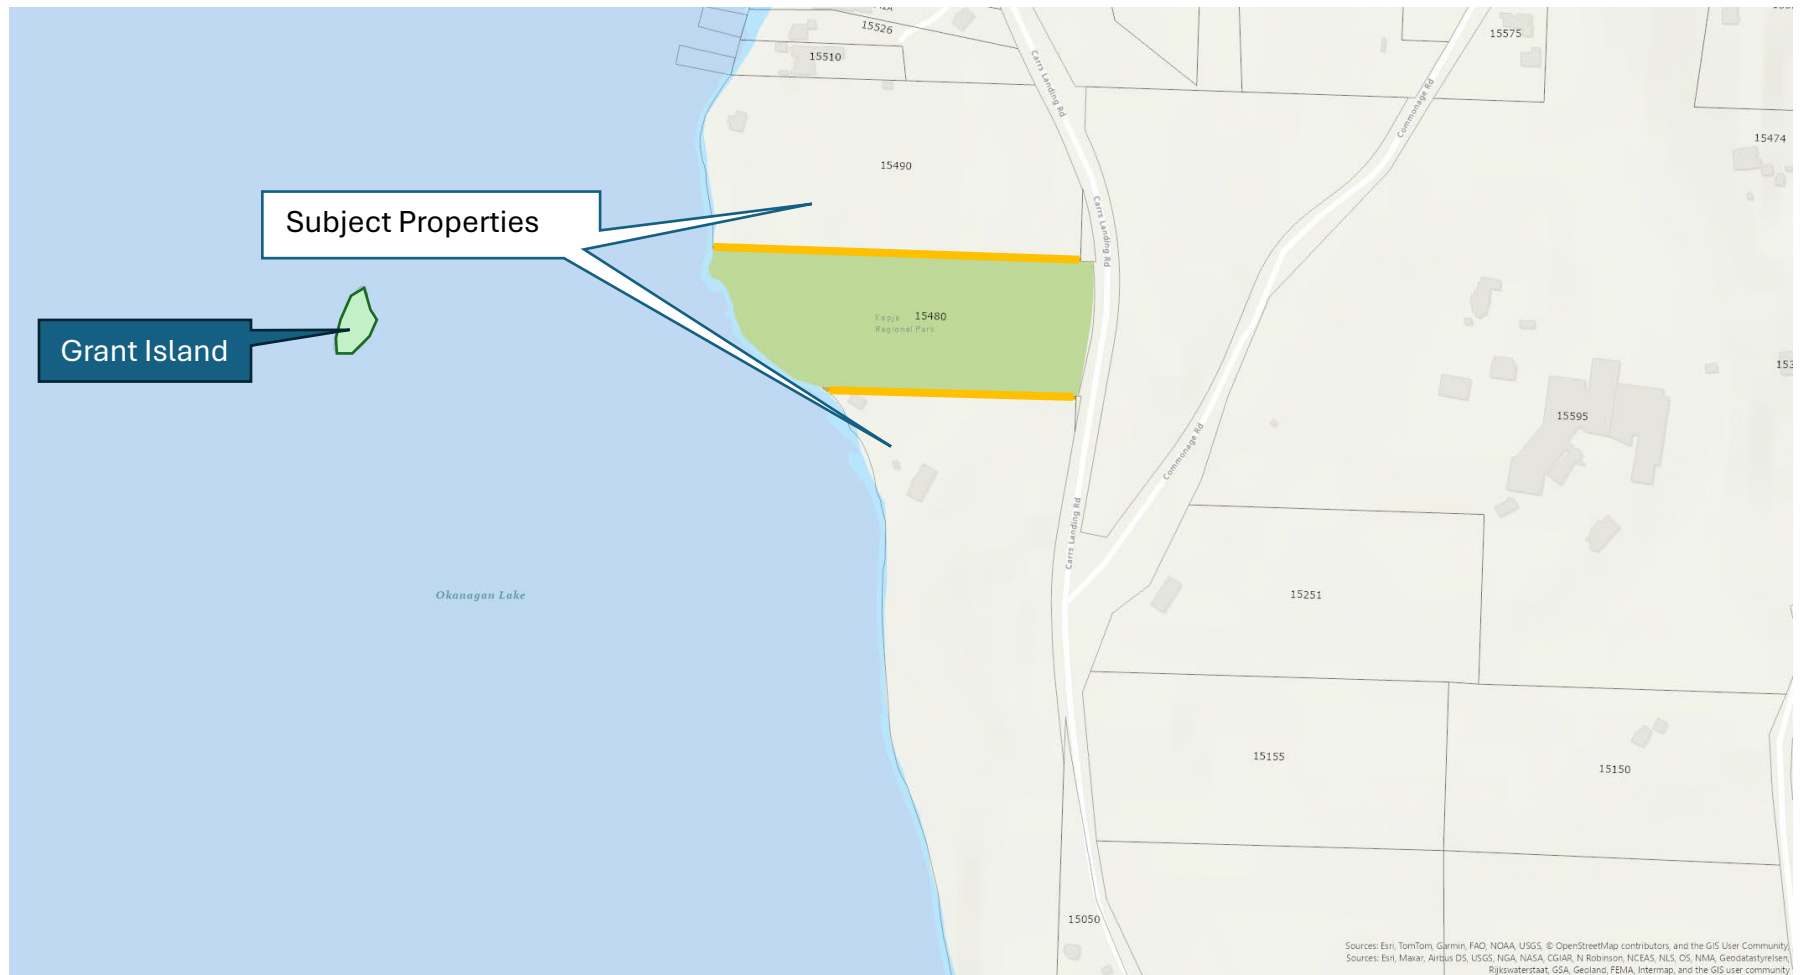 15526
15510
15575
Carrs Landing Rd
Commonage Rd
15474
15490
Subject Properties
Carrs Landing Rd
Kopje 15480
Regional Park
Grant Island
15595
Commonage Rd
Carrs Landing Rd
Okanagan Lake
15251
15155
15150
15050
Sources: Esri, TomTom, Garmin, FAO, NOAA, USGS, © OpenStreetMap contributors, and the GIS User Community,
Sources: Esri, Maxar, Airbus DS, USGS, NGA, NASA, CGIAR, N Robinson, NCEAS, NLS, OS, NMA, Geodatastyrelsen,
Rijkswaterstaat, GSA, Geoland, FEMA, Intermap, and the GIS user community